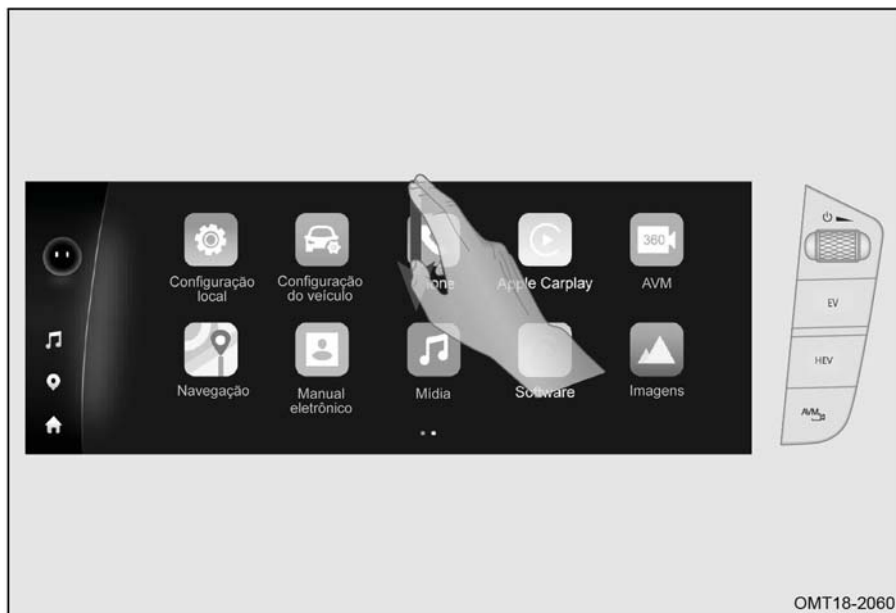 Configuração
local
Configuração
do veículo
one
Apple Carplay
360
AVM
Navegação
Manual
eletrônico
Mídia
Software
Imagens
EV
HEV
AVM
OMT18-2060